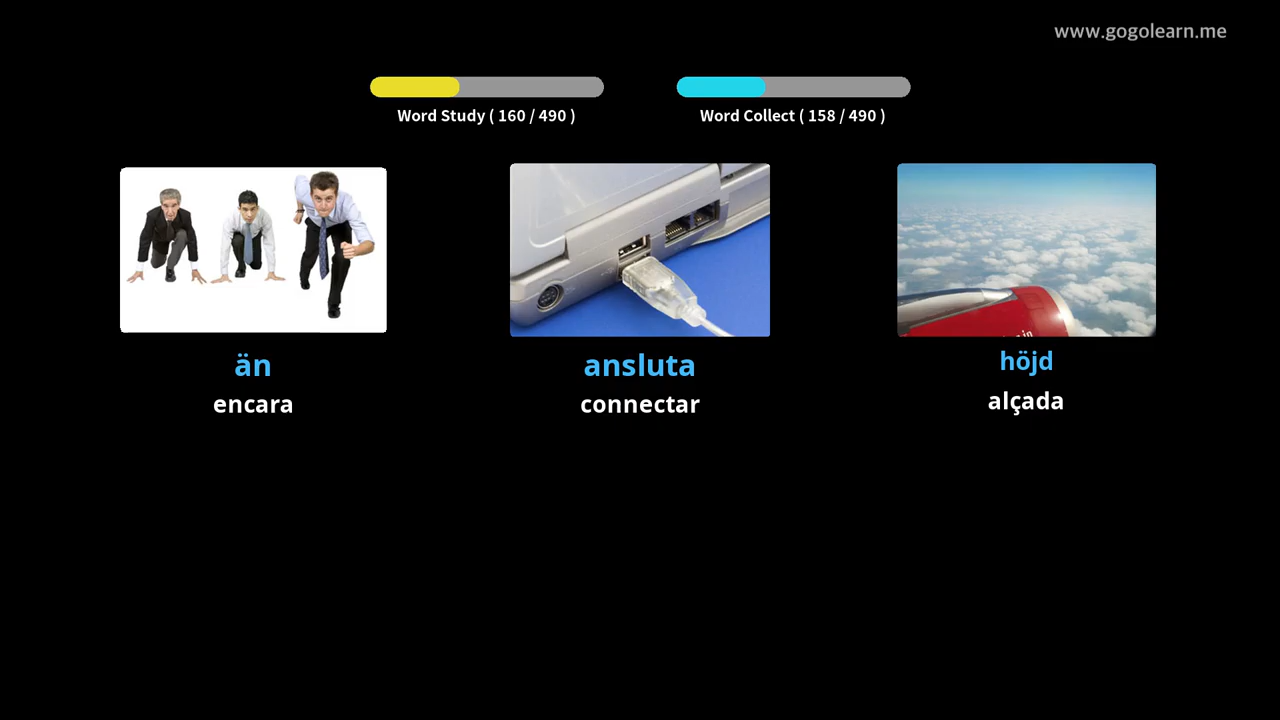 www.gogolearn.me
Word Study ( 160 / 490 )
Word Collect ( 158 / 490 )
än
ansluta
höjd
encara
connectar
alçada